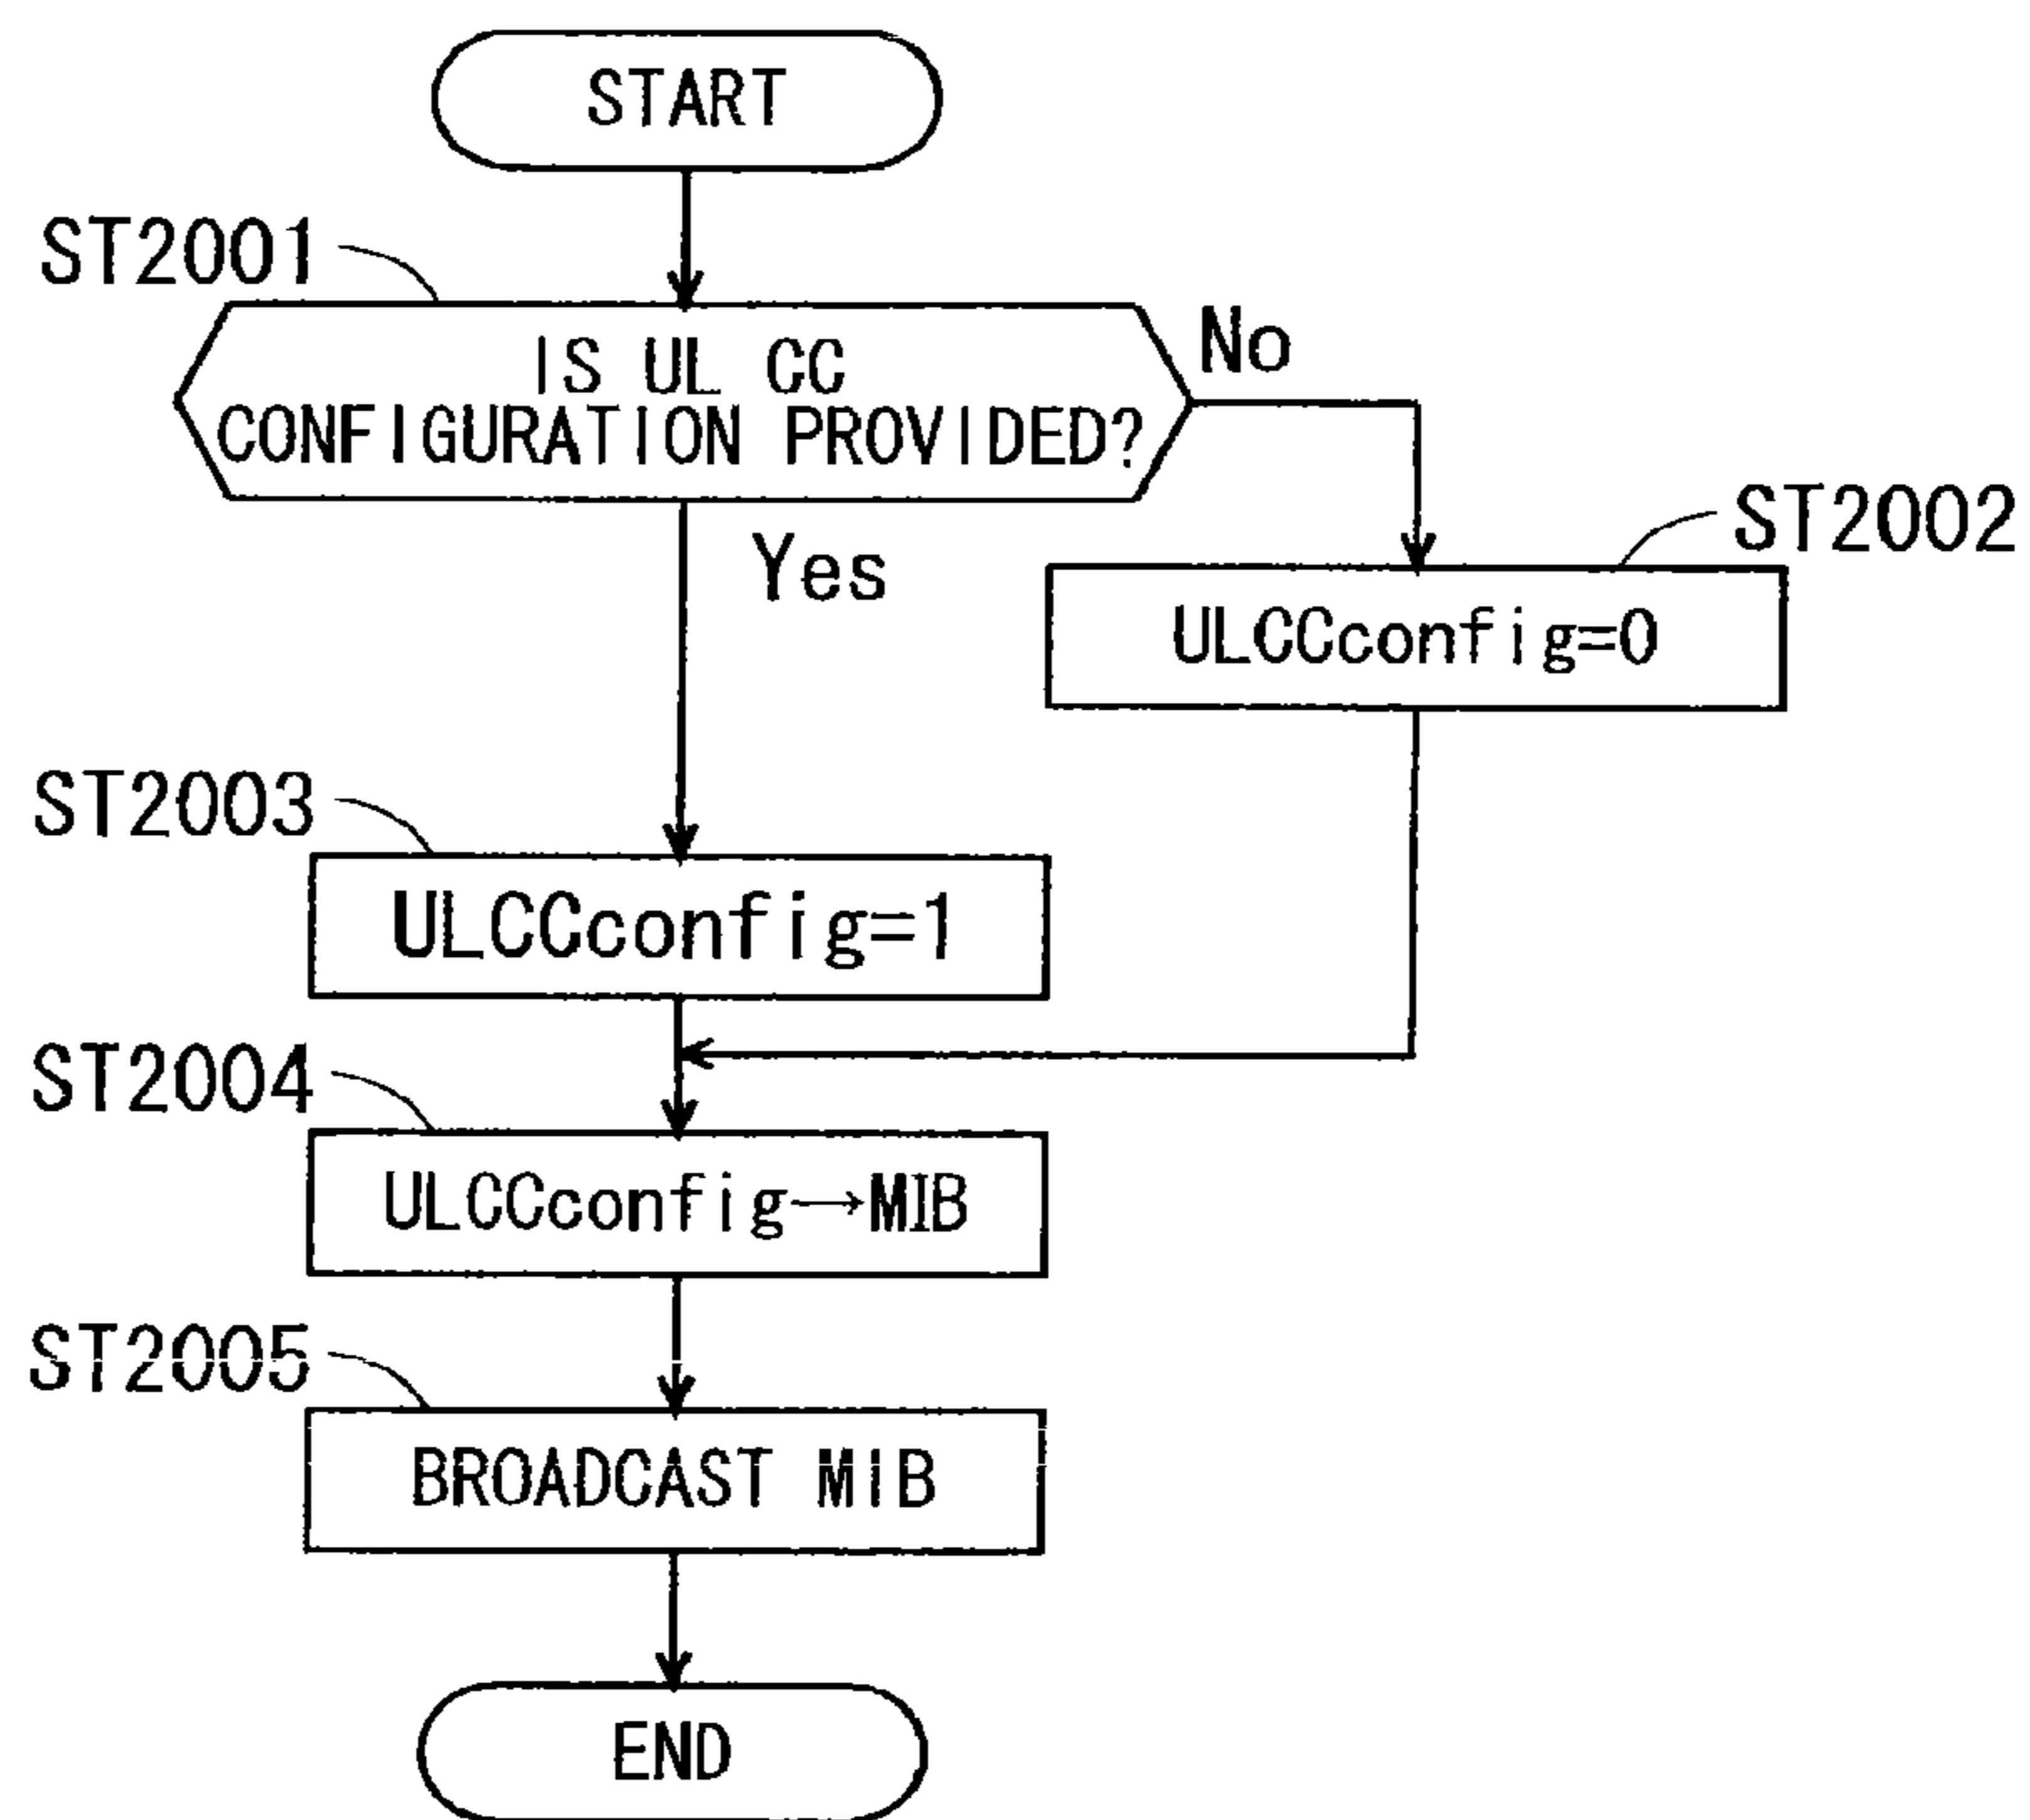 START
ST2001
IS UL CC
CONFIGURATION PROVIDED?
No
Yes
ST2002
ULCCconfig=0
ST2003
ULCCconfig=1
ST2004
ULCCconfig→MIB
ST2005
BROADCAST MIB
END